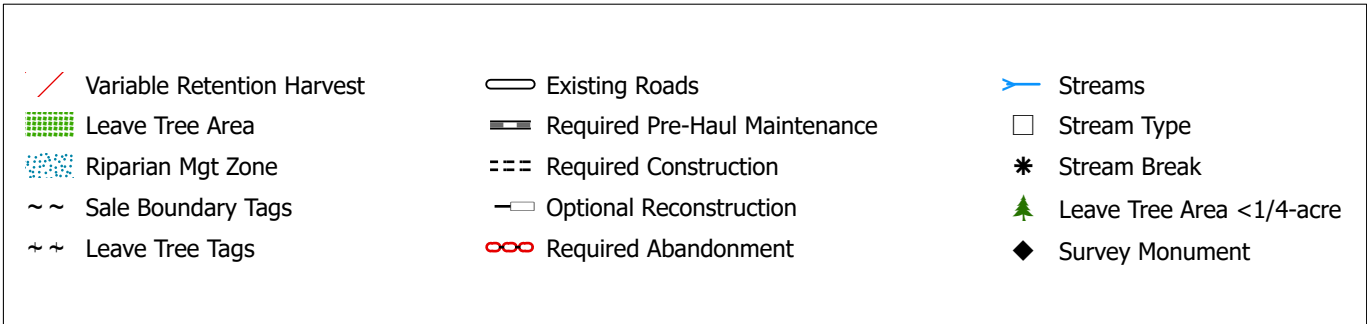 Variable Retention Harvest
Leave Tree Area
Riparian Mgt Zone
Sale Boundary Tags
Leave Tree Tags
Existing Roads
Required Pre-Haul Maintenance
Required Construction
Optional Reconstruction
Required Abandonment
Streams
Stream Type
Stream Break
Leave Tree Area <1/4-acre
Survey Monument